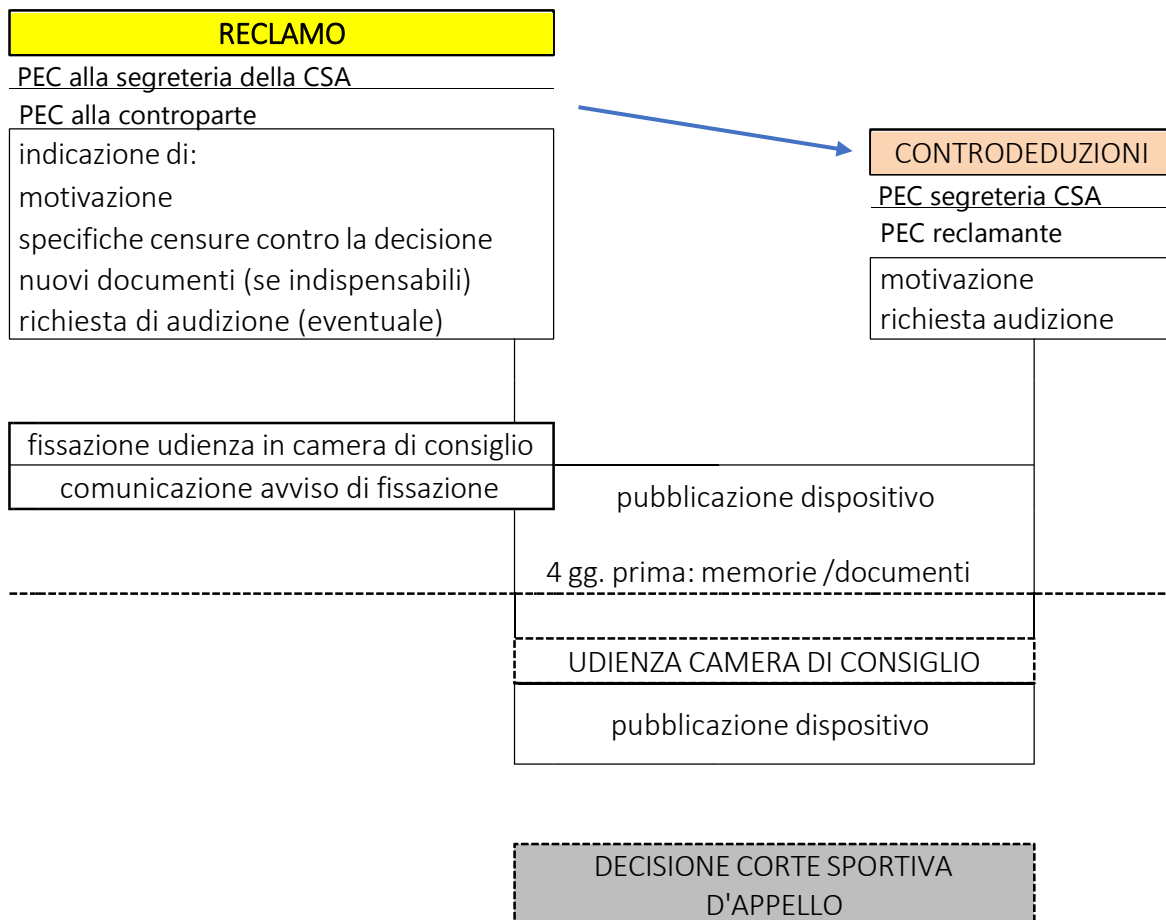 RECLAMO
PEC alla segreteria della CSA
PEC alla controparte
indicazione di:
motivazione
specifiche censure contro la decisione
nuovi documenti (se indispensabili)
richiesta di audizione (eventuale)
CONTRODEDUZIONI
PEC segreteria CSA
PEC reclamante
motivazione
richiesta audizione
fissazione udienza in camera di consiglio
comunicazione avviso di fissazione
pubblicazione dispositivo
4 gg. prima: memorie /documenti
UDIENZA CAMERA DI CONSIGLIO
pubblicazione dispositivo
DECISIONE CORTE SPORTIVA
D'APPELLO